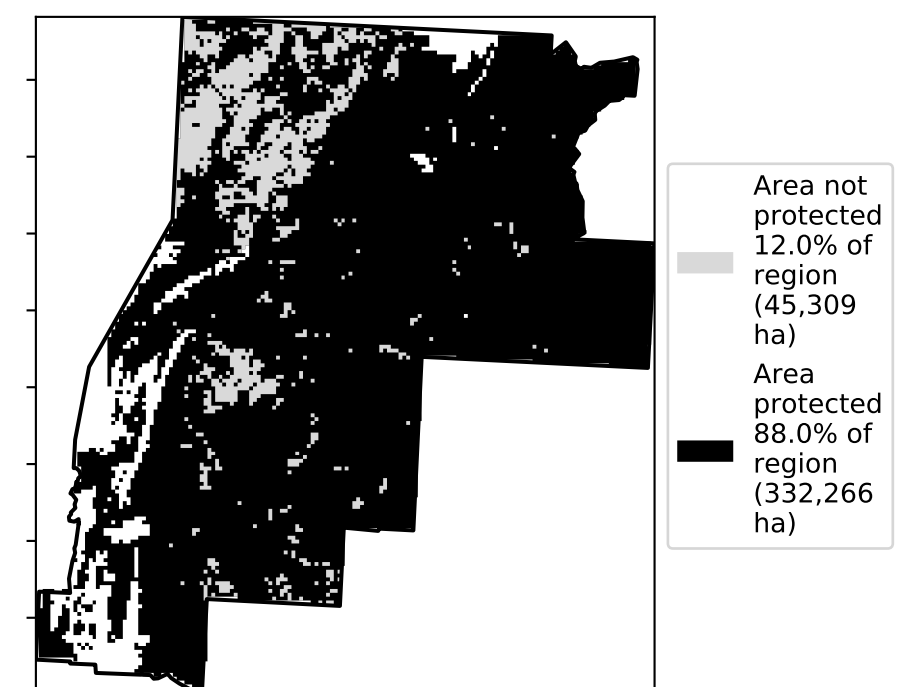 Area not
protected
12.0% of
region
(45,309
ha)
Area
protected
88.0% of
region
(332,266
ha)